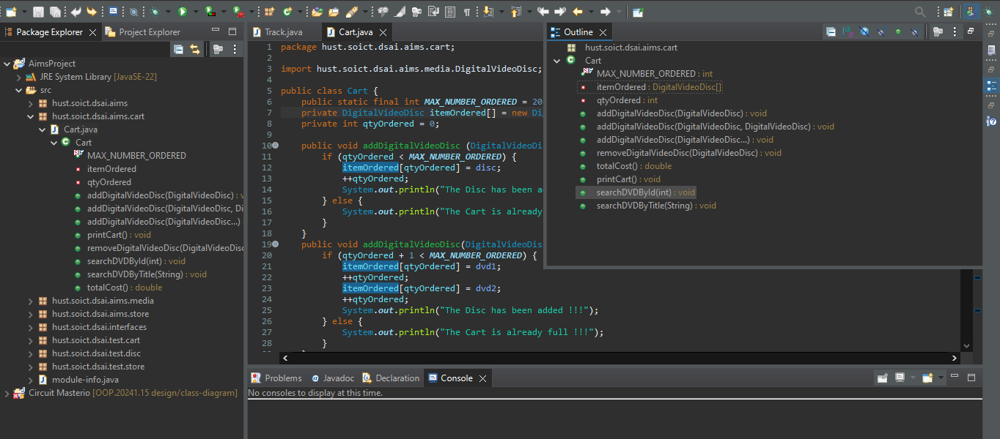 Package Explorer
Project Explorer
AimsProject
JRE System Library [JavaSE-22]
src
hust.soict.dsai.aims
hust.soict.dsai.aims.cart
Cart.java
Cart
MAX_NUMBER_ORDERED
itemOrdered
qtyOrdered
addDigitalVideoDisc(DigitalVideoDisc) :
addDigitalVideoDisc(DigitalVideoDisc, Di
addDigitalVideoDisc(DigitalVideoDisc...)
printCart() : void
removeDigitalVideoDisc(DigitalVideoDisc
searchDVDById(int) : void
searchDVDByTitle(String) : void
totalCost() : double
hust.soict.dsai.aims.media
hust.soict.dsai.aims.store
hust.soict.dsai.interfaces
hust.soict.dsai.test.cart
hust.soict.dsai.test.disc
hust.soict.dsai.test.store
module-info.java
Circuit Masterio [OOP.20241.15 design/class-diagram]
Track.java
Cart.java
1 package hust.soict.dsai.aims.cart;
2
3 import hust.soict.dsai.aims.media.DigitalVideoDisc;
4
5 public class Cart {
6 public static final int MAX_NUMBER_ORDERED = 20
7 private DigitalVideoDisc itemOrdered[] = new Di
8 private int qtyOrdered = 0;
9
10 public void addDigitalVideoDisc (DigitalVideoDi
11 if (qtyOrdered < MAX_NUMBER_ORDERED) {
12 itemOrdered[qtyOrdered] = disc;
13 ++qtyOrdered;
14 System.out.println("The Disc has been a
15 } else {
16 System.out.println("The Cart is already
17 }
18 }
19 public void addDigitalVideoDisc(DigitalVideoDis
20 if (qtyOrdered + 1 < MAX_NUMBER_ORDERED) {
21 itemOrdered[qtyOrdered] = dvd1;
22 ++qtyOrdered;
23 itemOrdered[qtyOrdered] = dvd2;
24 ++qtyOrdered;
25 System.out.println("The Disc has been added !!!");
26 } else {
27 System.out.println("The Cart is already full !!!");
28 }
Outline
hust.soict.dsai.aims.cart
Cart
MAX_NUMBER_ORDERED : int
itemOrdered : DigitalVideoDisc[]
qtyOrdered : int
addDigitalVideoDisc(DigitalVideoDisc) : void
addDigitalVideoDisc(DigitalVideoDisc, DigitalVideoDisc) : void
addDigitalVideoDisc(DigitalVideoDisc...) : void
removeDigitalVideoDisc(DigitalVideoDisc) : void
totalCost() : double
printCart() : void
searchDVDById(int) : void
searchDVDByTitle(String) : void
Problems
Javadoc
Declaration
Console
No consoles to display at this time.